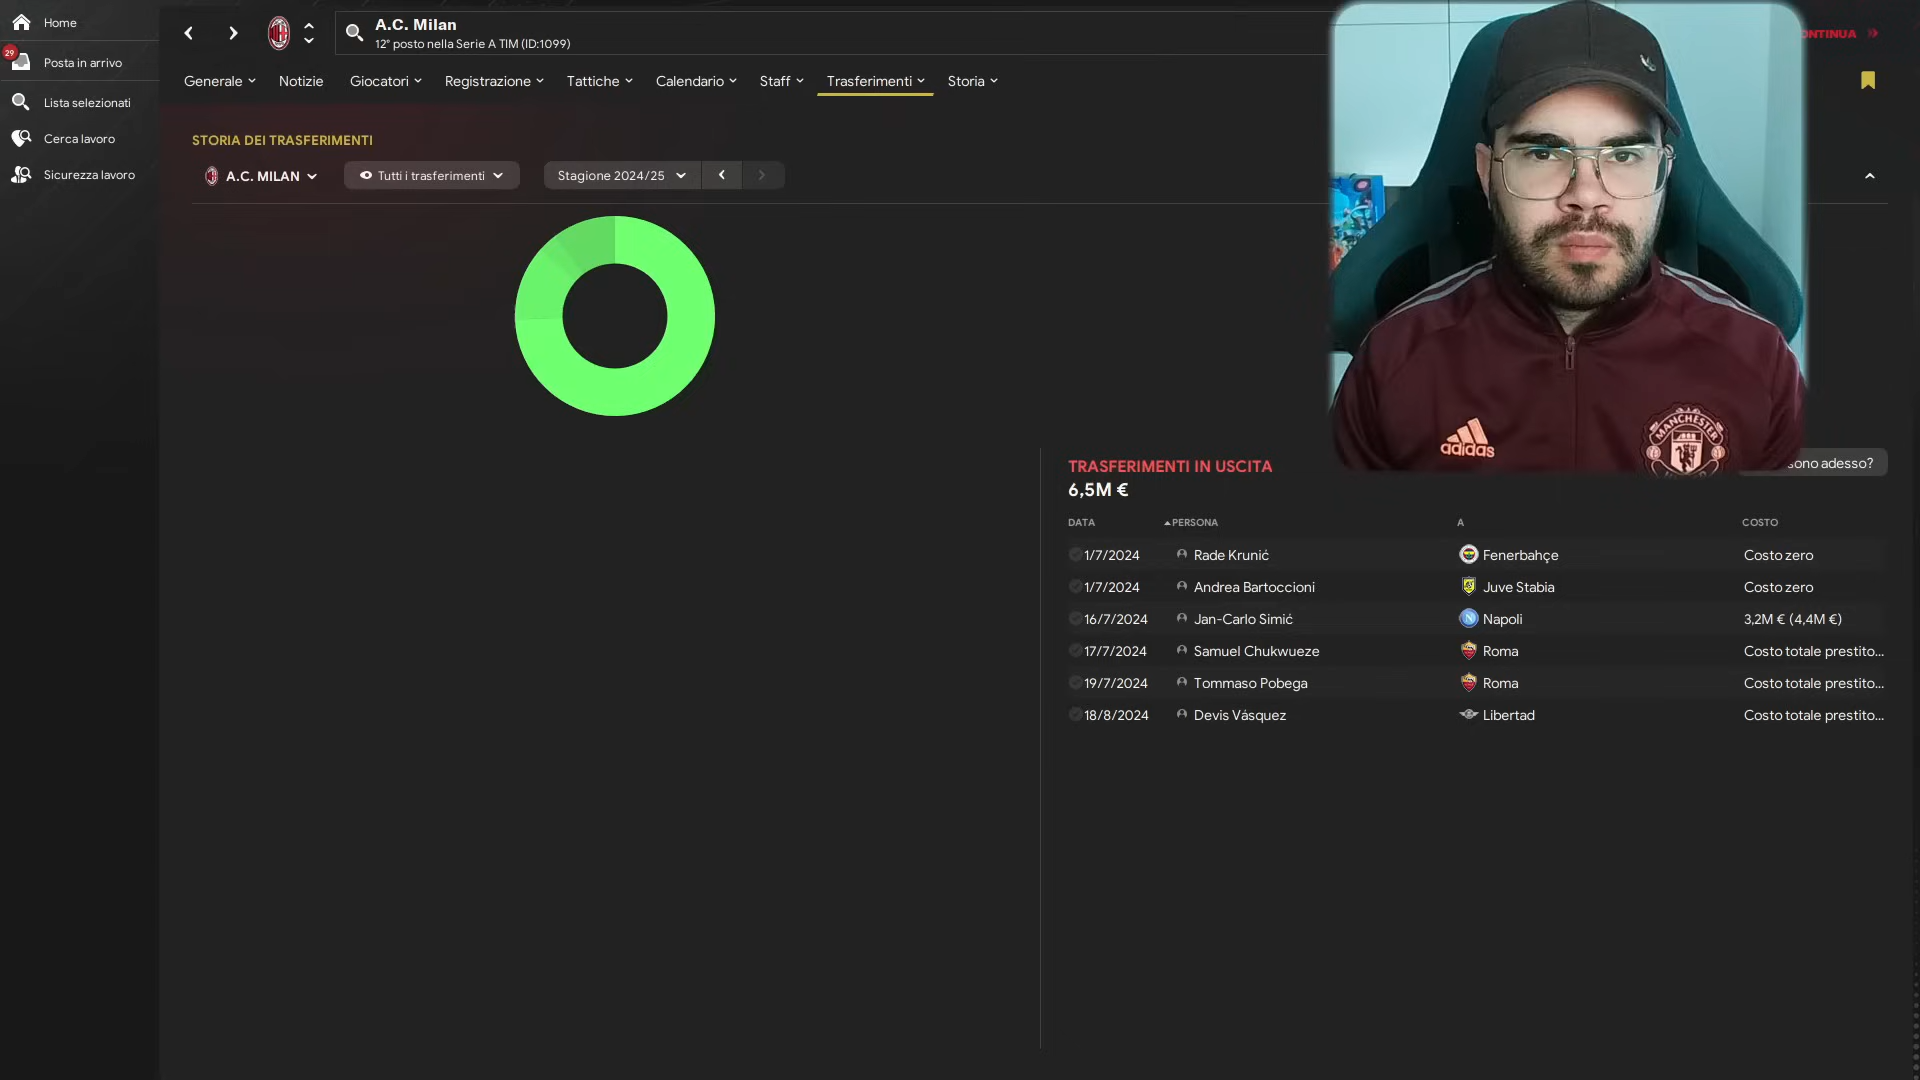 Home
29
Posta in arrivo
Lista selezionati
Cerca lavoro
Sicurezza lavoro
A.C. Milan
12° posto nella Serie A TIM (ID:1099)
Generale
Notizie
Giocatori
Registrazione
Tattiche
Calendario
Staff
Trasferimenti
Storia
ONTINUA
STORIA DEI TRASFERIMENTI
A.C. MILAN
Tutti i trasferimenti
Stagione 2024/25
adidas
MANCHESTER
TRASFERIMENTI IN USCITA
sono adesso?
6,5M €
DATA PERSONA A COSTO
1/7/2024 Rade Krunić Fenerbahçe Costo zero
1/7/2024 Andrea Bartoccioni Juve Stabia Costo zero
16/7/2024 Jan-Carlo Simić Napoli 3,2M € (4,4M €)
17/7/2024 Samuel Chukwueze Roma Costo totale prestito...
19/7/2024 Tommaso Pobega Roma Costo totale prestito...
18/8/2024 Devis Vásquez Libertad Costo totale prestito...